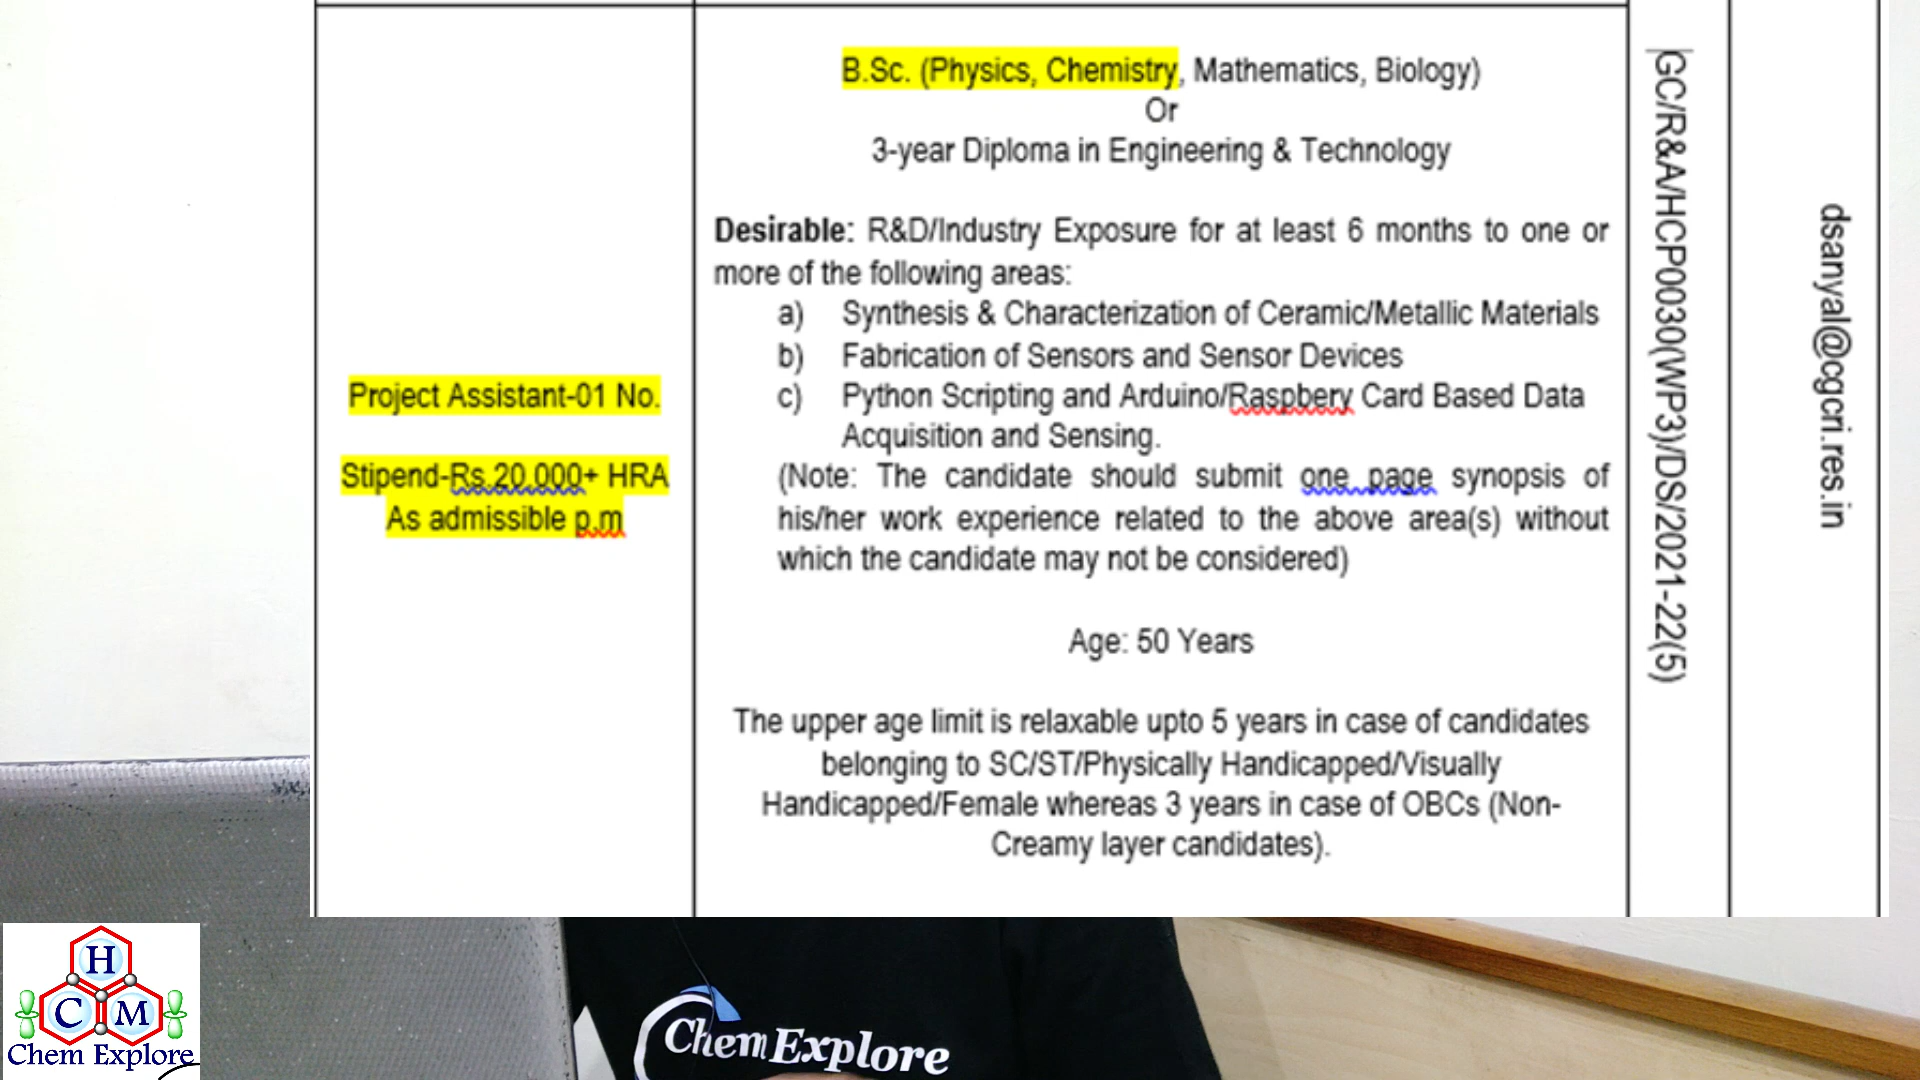 B.Sc. (Physics, Chemistry, Mathematics, Biology)
Or
3-year Diploma in Engineering & Technology
Desirable: R&D/Industry Exposure for at least 6 months to one or
more of the following areas:
a) Synthesis & Characterization of Ceramic/Metallic Materials
b) Fabrication of Sensors and Sensor Devices
c) Python Scripting and Arduino/Raspbery Card Based Data
Acquisition and Sensing.
(Note: The candidate should submit one page synopsis of
his/her work experience related to the above area(s) without
which the candidate may not be considered)
Age: 50 Years
The upper age limit is relaxable upto 5 years in case of candidates
belonging to SC/ST/Physically Handicapped/Visually
Handicapped/Female whereas 3 years in case of OBCs (Non-
Creamy layer candidates).
Project Assistant-01 No.
Stipend-Rs.20,000+ HRA
As admissible p.m
GC/R&A/HCP0030(WP3)/DS/2021-22(5)
dsanyal@cgcri.res.in
H
C M
Chem Explore
Chem Explore